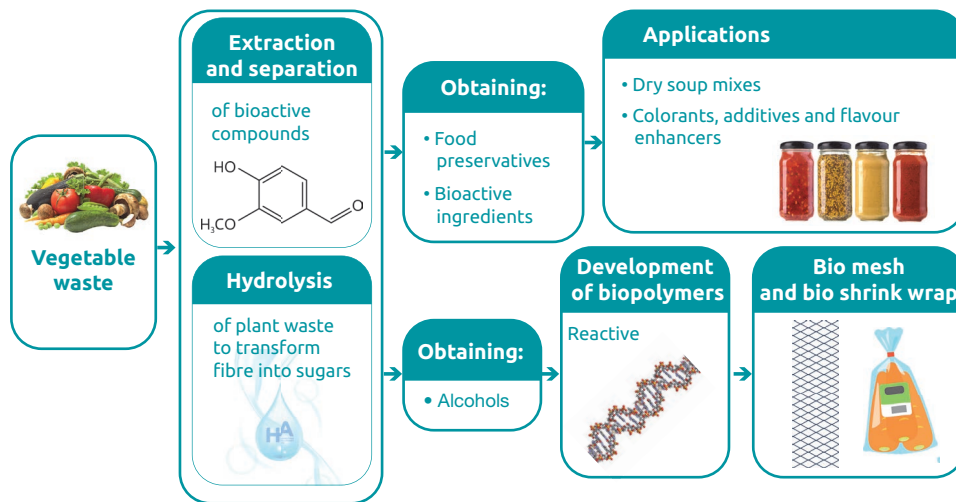 Vegetable
waste
Extraction
and separation
of bioactive
compounds
HO
H₃CO
O
Hydrolysis
of plant waste
to transform
fibre into sugars
HA
Obtaining:
• Food
preservatives
• Bioactive
ingredients
Applications
• Dry soup mixes
• Colorants, additives and flavour
enhancers
Obtaining:
• Alcohols
Development
of biopolymers
Reactive
Bio mesh
and bio shrink wrap